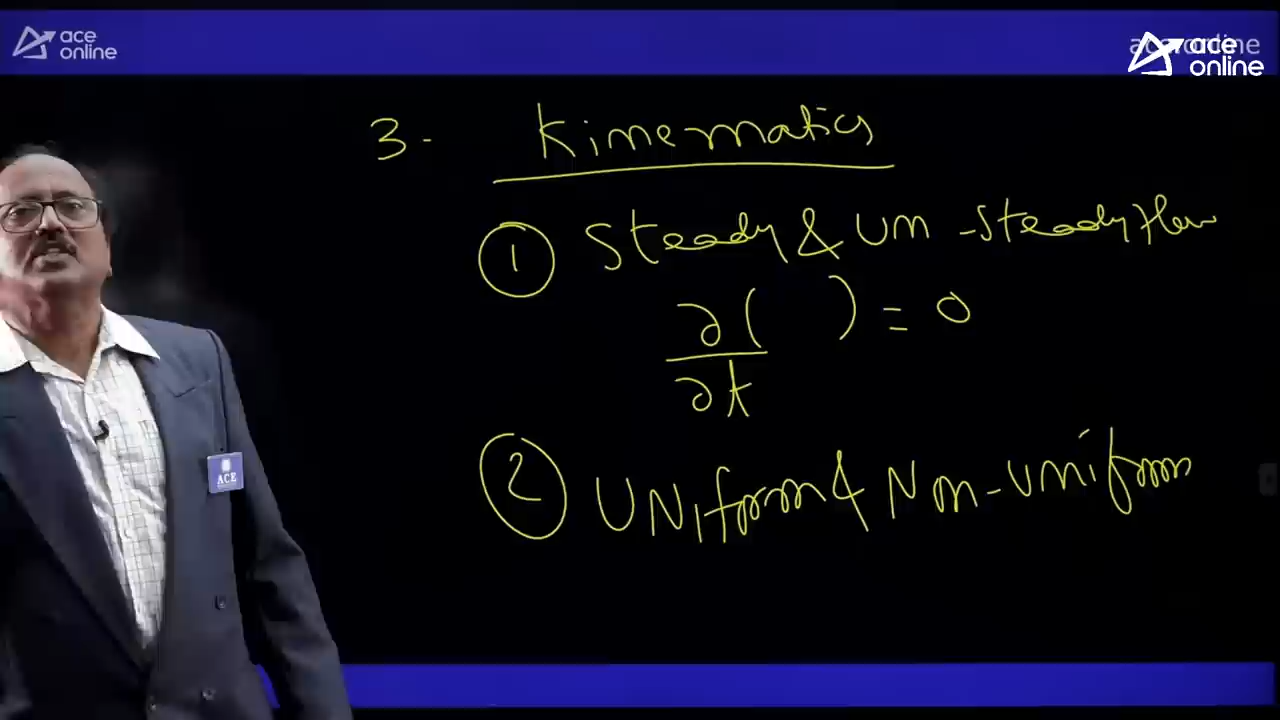 ace
online
ace
online
3. Kinematics
1 Steady & un-steady flow
∂( ) = 0
∂t
2 UNiform & Non-uniform
ACE